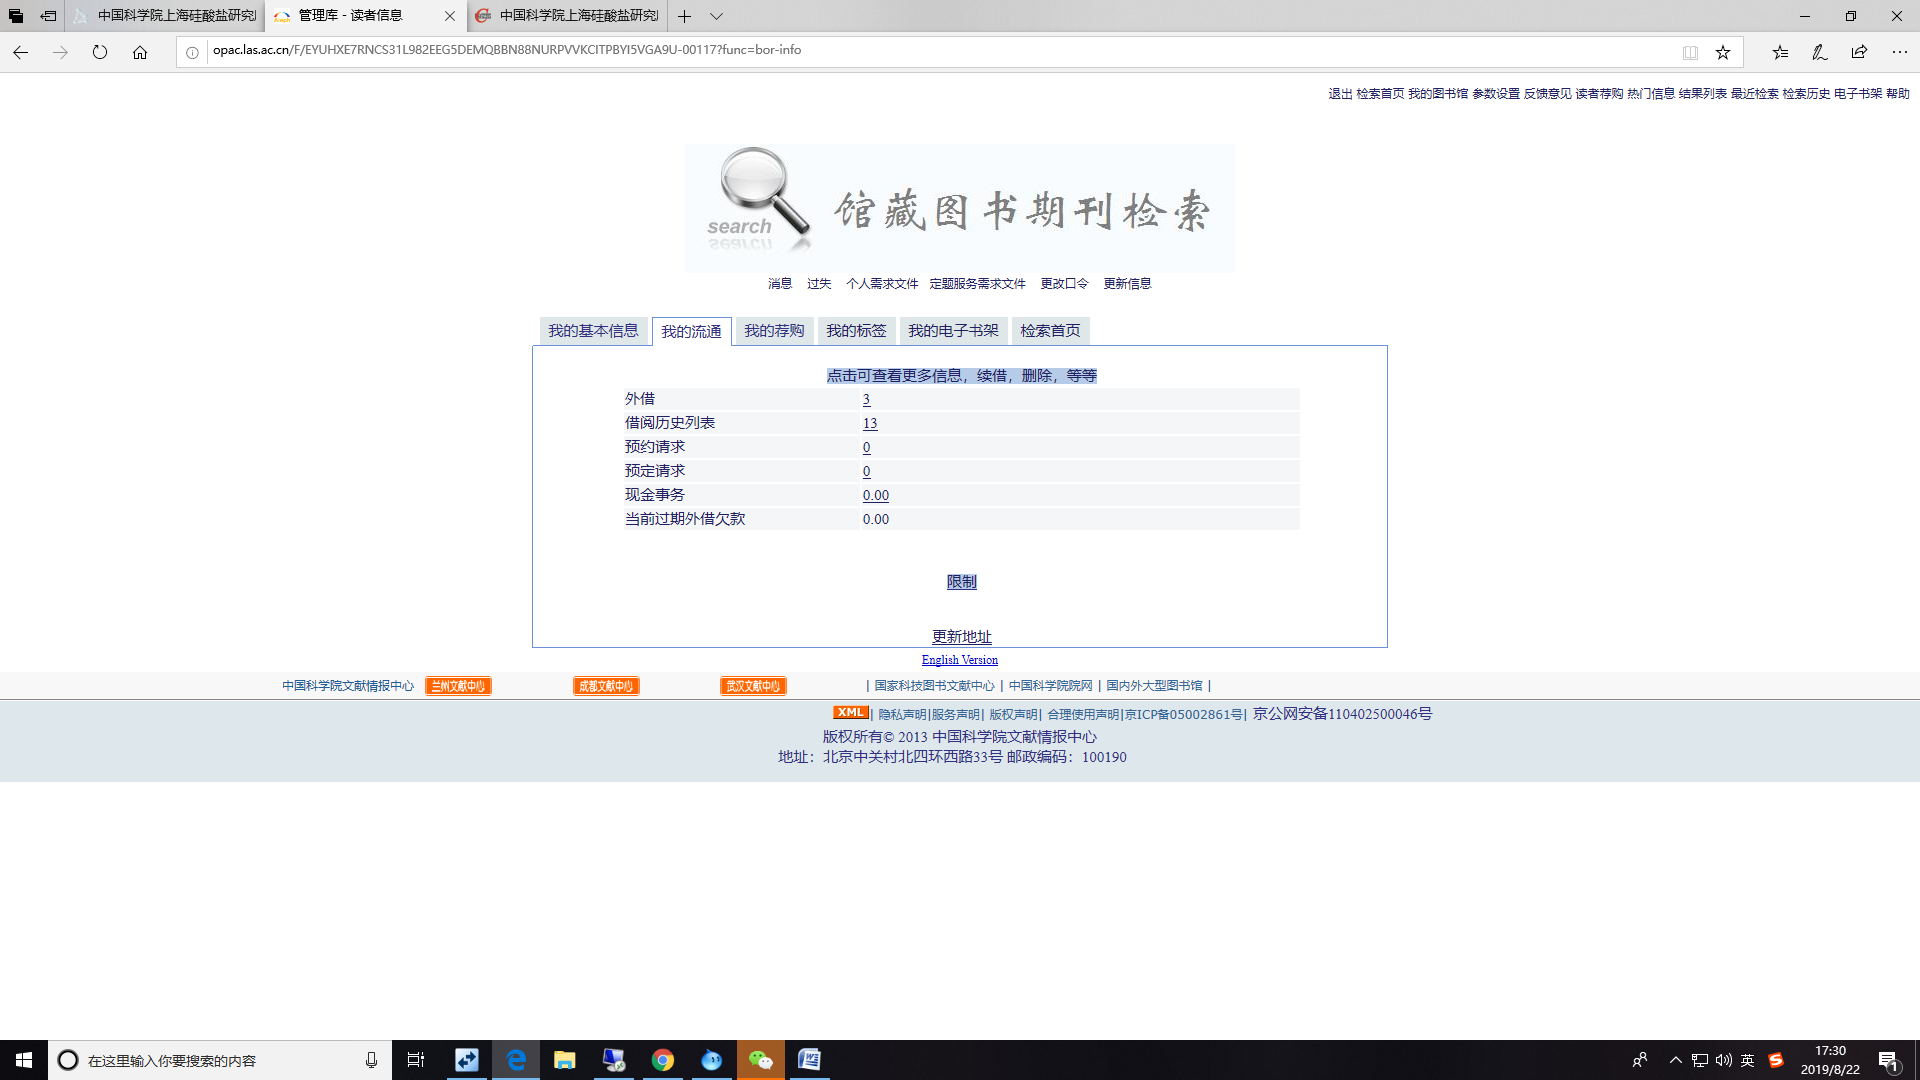 中国科学院上海硅酸盐研究
管理库 - 读者信息
中国科学院上海硅酸盐研究
opac.las.ac.cn/F/EYUHXE7RNCS31L982EEG5DEMQBBN88NURPVVKCITPBYI5VGA9U-00117?func=bor-info
退出 检索首页 我的图书馆 参数设置 反馈意见 读者荐购 热门信息 结果列表 最近检索 检索历史 电子书架 帮助
search
馆藏图书期刊检索
消息 过失 个人需求文件 定题服务需求文件 更改口令 更新信息
我的基本信息 我的流通 我的荐购 我的标签 我的电子书架 检索首页
点击可查看更多信息，续借，删除，等等
外借 3
借阅历史列表 13
预约请求 0
预定请求 0
现金事务 0.00
当前过期外借欠款 0.00
限制
更新地址
English Version
中国科学院文献情报中心 兰州文献中心 成都文献中心 武汉文献中心 | 国家科技图书文献中心 | 中国科学院院网 | 国内外大型图书馆 |
XML | 隐私声明|服务声明| 版权声明| 合理使用声明|京ICP备05002861号| 京公网安备110402500046号
版权所有© 2013 中国科学院文献情报中心
地址：北京中关村北四环西路33号 邮政编码：100190
在这里输入你要搜索的内容
英
17:30
2019/8/22
1